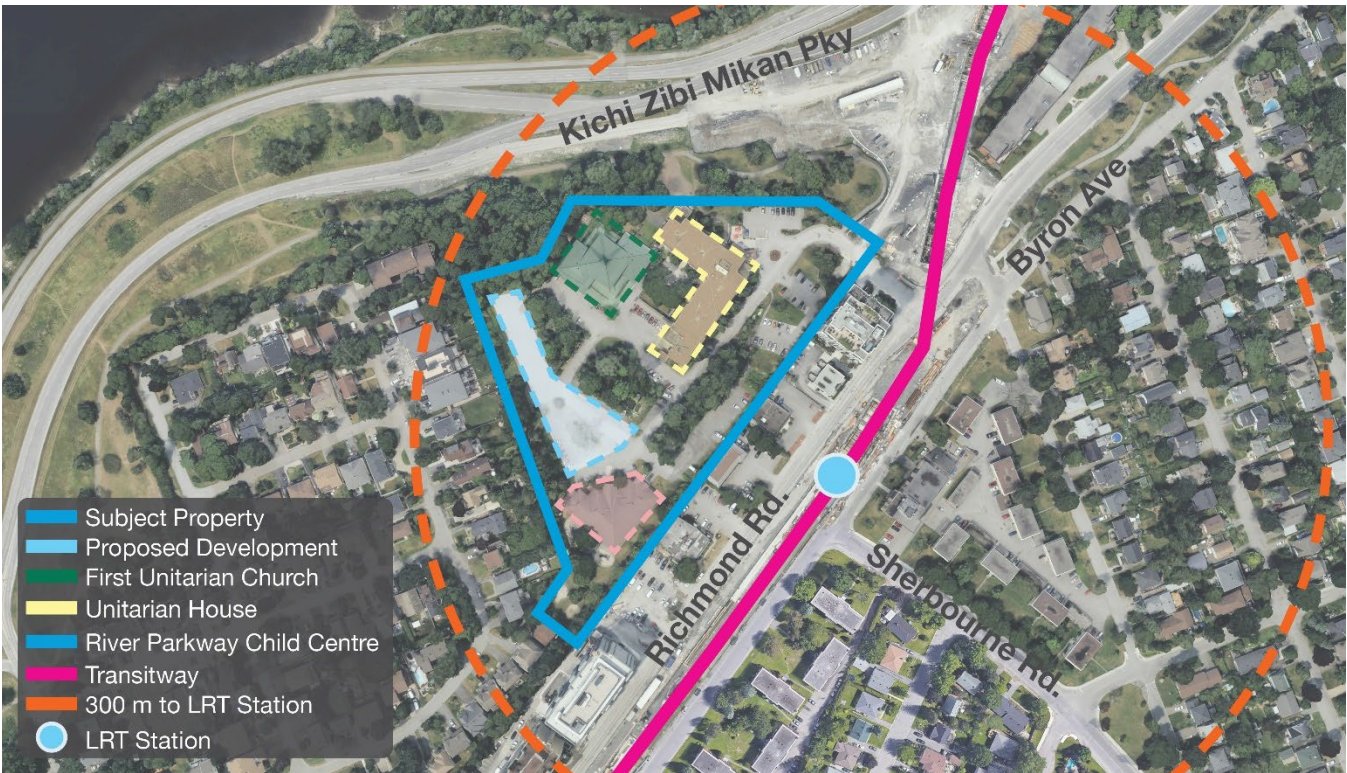 Kichi Zibi Mikan Pky
Byron Ave.
Richmond Rd.
Sherbourne Rd.
Subject Property
Proposed Development
First Unitarian Church
Unitarian House
River Parkway Child Centre
Transitway
300 m to LRT Station
LRT Station